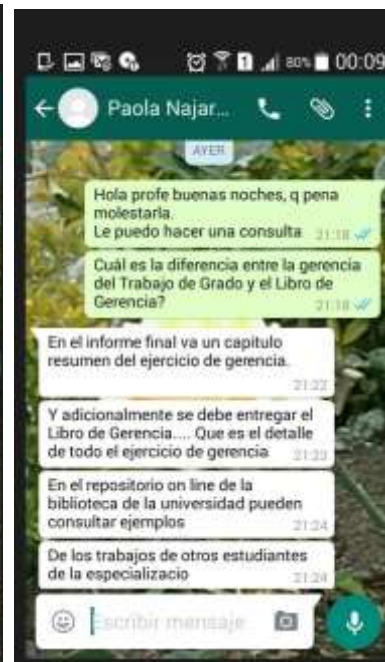 80% 00:09
Paola Najar...
AYER
Hola profe buenas noches, q pena
molestarla.
Le puedo hacer una consulta 21:18
Cuál es la diferencia entre la gerencia
del Trabajo de Grado y el Libro de
Gerencia? 21:18
En el informe final va un capitulo
resumen del ejercicio de gerencia.
21:22
Y adicionalmente se debe entregar el
Libro de Gerencia.... Que es el detalle
de todo el ejercicio de gerencia 21:23
En el repositorio on line de la
biblioteca de la universidad pueden
consultar ejemplos 21:24
De los trabajos de otros estudiantes
de la especializacio 21:24
Escribir mensaje